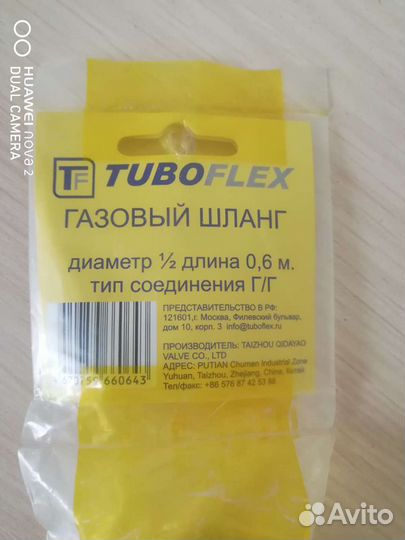 HUAWEI nova 2
DUAL CAMERA
TF TUBOFLEX
ГАЗОВЫЙ ШЛАНГ
диаметр ½ длина 0,6 м.
тип соединения Г/Г
ПРЕДСТАВИТЕЛЬСТВО В РФ:
121601,г. Москва, Филевский бульвар,
дом 10, корп. 3 info@tuboflex.ru
ПРОИЗВОДИТЕЛЬ: TAIZHOU QIDAYAO
VALVE CO., LTD
АДРЕС: PUTIAN Chumen Industrial Zone
Yuhuan, Taizhou, Zhejiang, China, Китай
Тел/факс: +86 576 87 42 53 88
660643
Avito